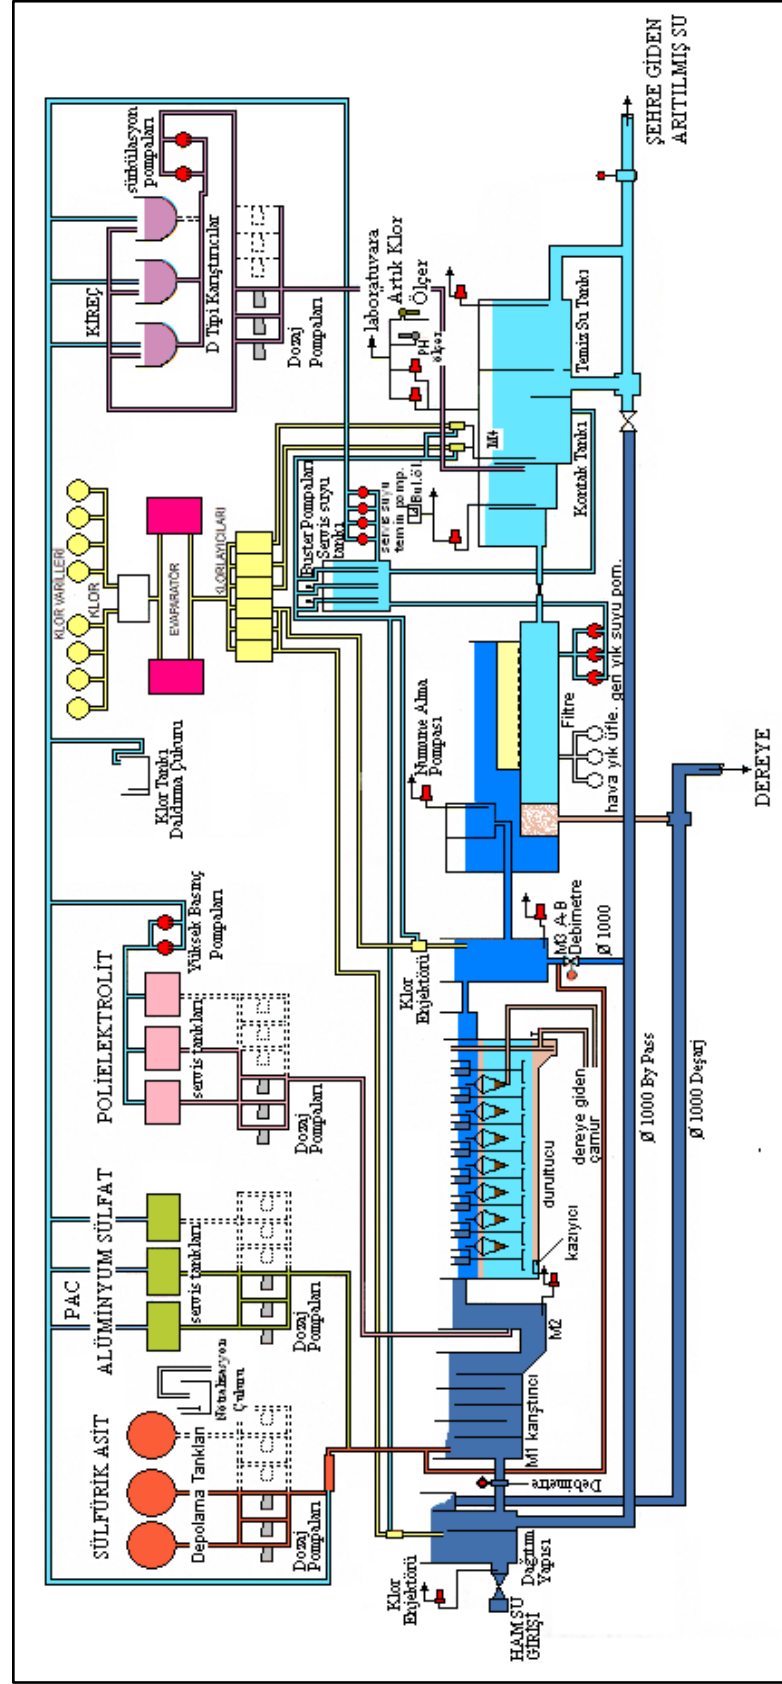 SÜLFÜRİK ASİT
Depolama Tankları
Nötralizasyon
Çukuru
Dozaj
Pompaları
PAC
ALÜMİNYUM SÜLFAT
servis tankları
Dozaj
Pompaları
POLİELEKTROLİT
servis tankları
Yüksek Basınç
Pompaları
Dozaj
Pompaları
Klor Tankı
Daldırma Çukuru
KLOR VARİLLERİ
KLOR
EVAPARATÖR
KLORLAYICILARI
Buster Pompaları
Servis suyu
tankı
servis suyu
temin pomp.
KİREÇ
D Tipi Karıştırıcılar
sürkülasyon
pompaları
Dozaj
Pompaları
laboratuvara
Artık Klor
Ölçer
PH
ölçer
Bul.öl.
M4
Klor
Enjektörü
HAM SU
GİRİŞİ
Dağıtım
Yapısı
Debimetre
M1 karıştırıcı
M2
kazıyıcı
durultucu
dereye giden
çamur
Klor
Enjektörü
M3 A-B
Debimetre
Ø 1000
Numune Alma
Pompası
Filtre
hava yık üfle.
geri yık suyu pom.
Kontak Tankı
Temiz Su Tankı
Ø 1000 By Pass
Ø 1000 Deşarj
DEREYE
ŞEHRE GİDEN
ARITILMIŞ SU